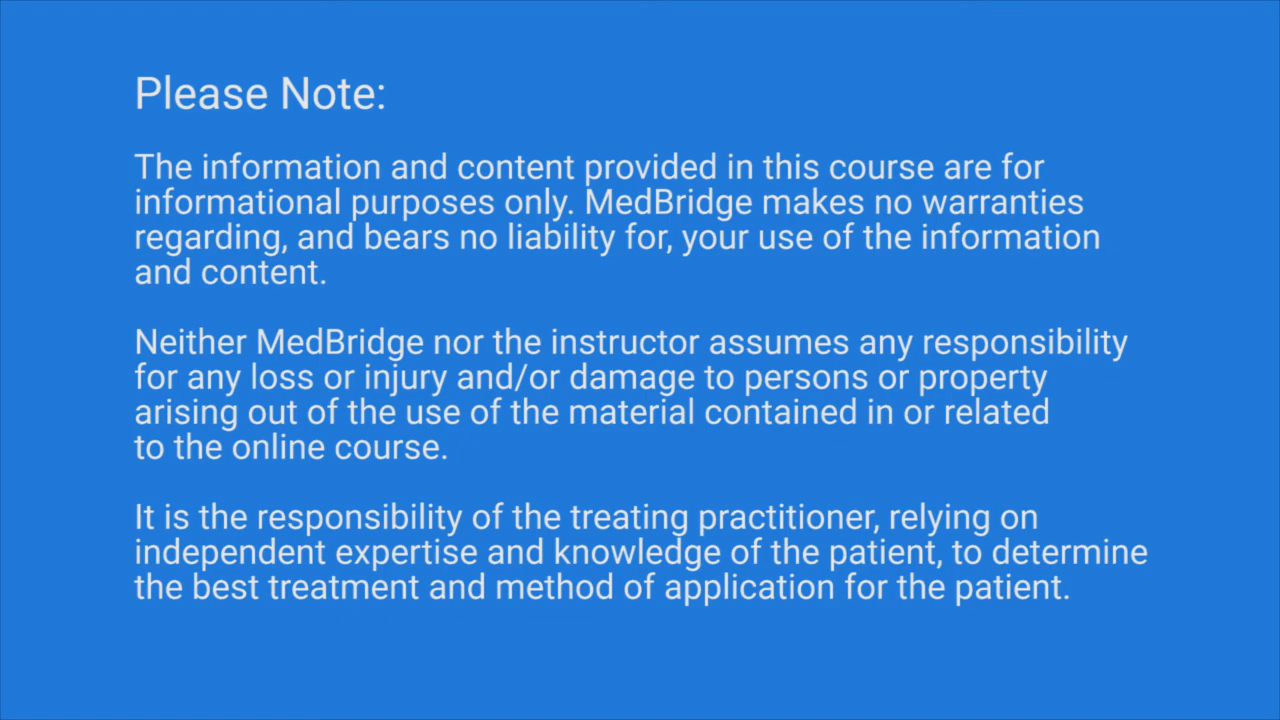 Please Note:
The information and content provided in this course are for
informational purposes only. MedBridge makes no warranties
regarding, and bears no liability for, your use of the information
and content.
Neither MedBridge nor the instructor assumes any responsibility
for any loss or injury and/or damage to persons or property
arising out of the use of the material contained in or related
to the online course.
It is the responsibility of the treating practitioner, relying on
independent expertise and knowledge of the patient, to determine
the best treatment and method of application for the patient.